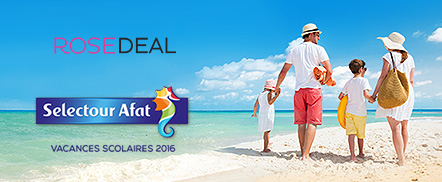 ROSEDEAL
Selectour Afat
VACANCES SCOLAIRES 2016